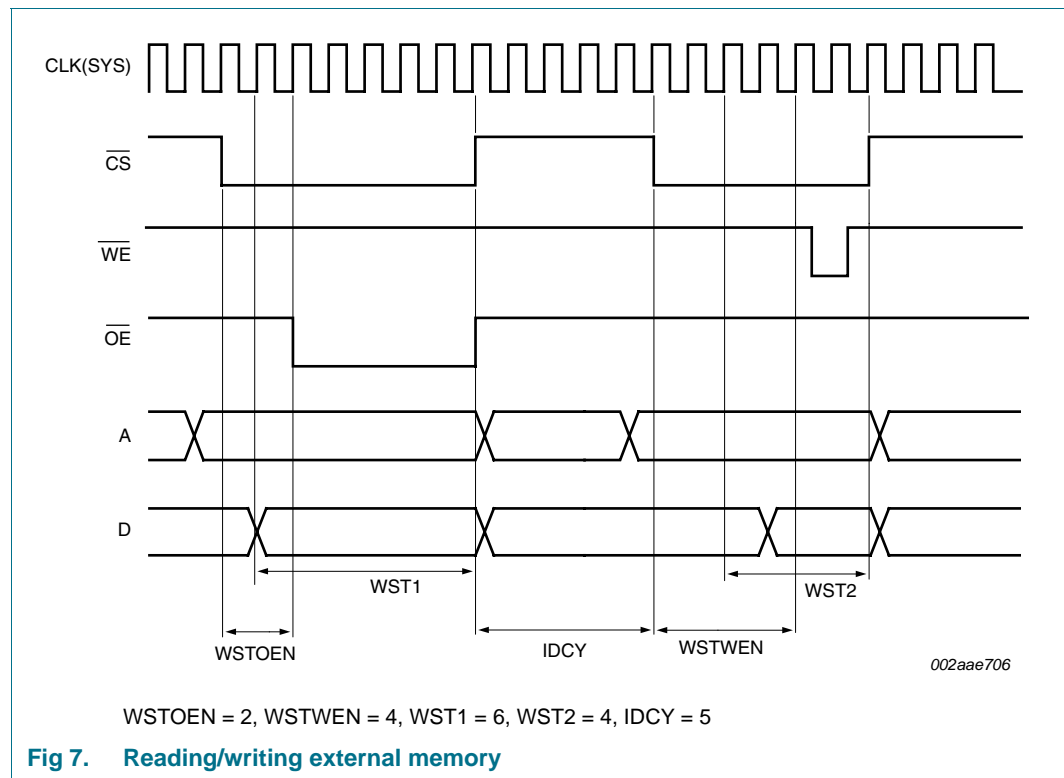 CLK(SYS)
CS
WE
OE
A
D
WST1
WST2
WSTOEN
IDCY
WSTWEN
002aae706
WSTOEN = 2, WSTWEN = 4, WST1 = 6, WST2 = 4, IDCY = 5
Fig 7. Reading/writing external memory